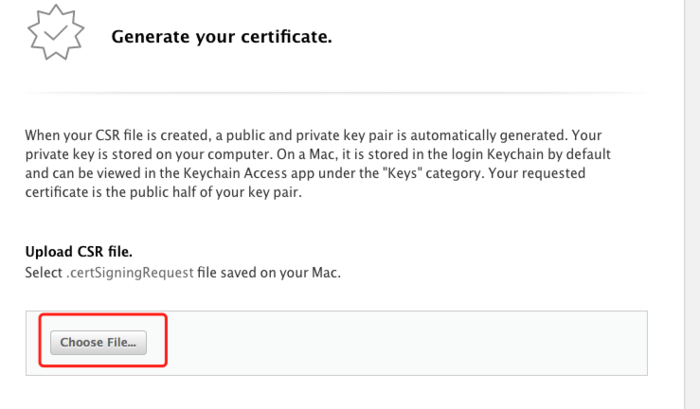 Generate your certificate.
When your CSR file is created, a public and private key pair is automatically generated. Your
private key is stored on your computer. On a Mac, it is stored in the login Keychain by default
and can be viewed in the Keychain Access app under the "Keys" category. Your requested
certificate is the public half of your key pair.
Upload CSR file.
Select .certSigningRequest file saved on your Mac.
Choose File...